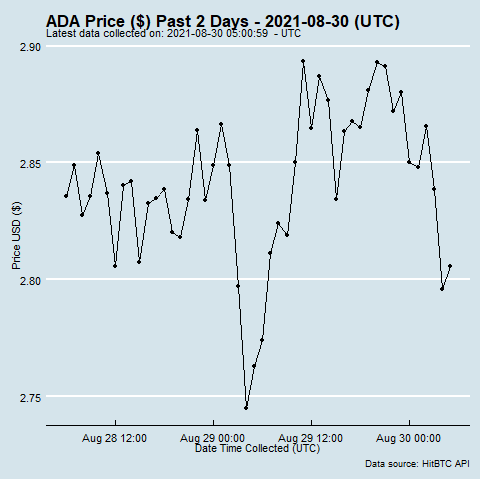 ADA Price ($) Past 2 Days - 2021-08-30 (UTC)
Latest data collected on: 2021-08-30 05:00:59 - UTC
2.90
2.85
2.80
2.75
Price USD ($)
Aug 28 12:00
Aug 29 00:00
Aug 29 12:00
Aug 30 00:00
Date Time Collected (UTC)
Data source: HitBTC API